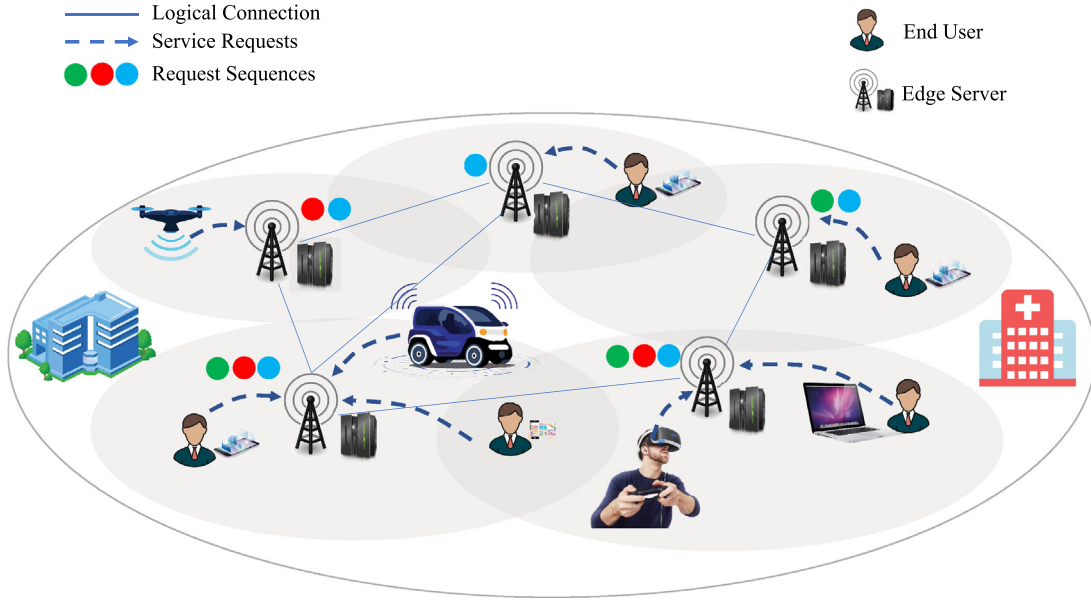 Logical Connection
Service Requests
Request Sequences
End User
Edge Server